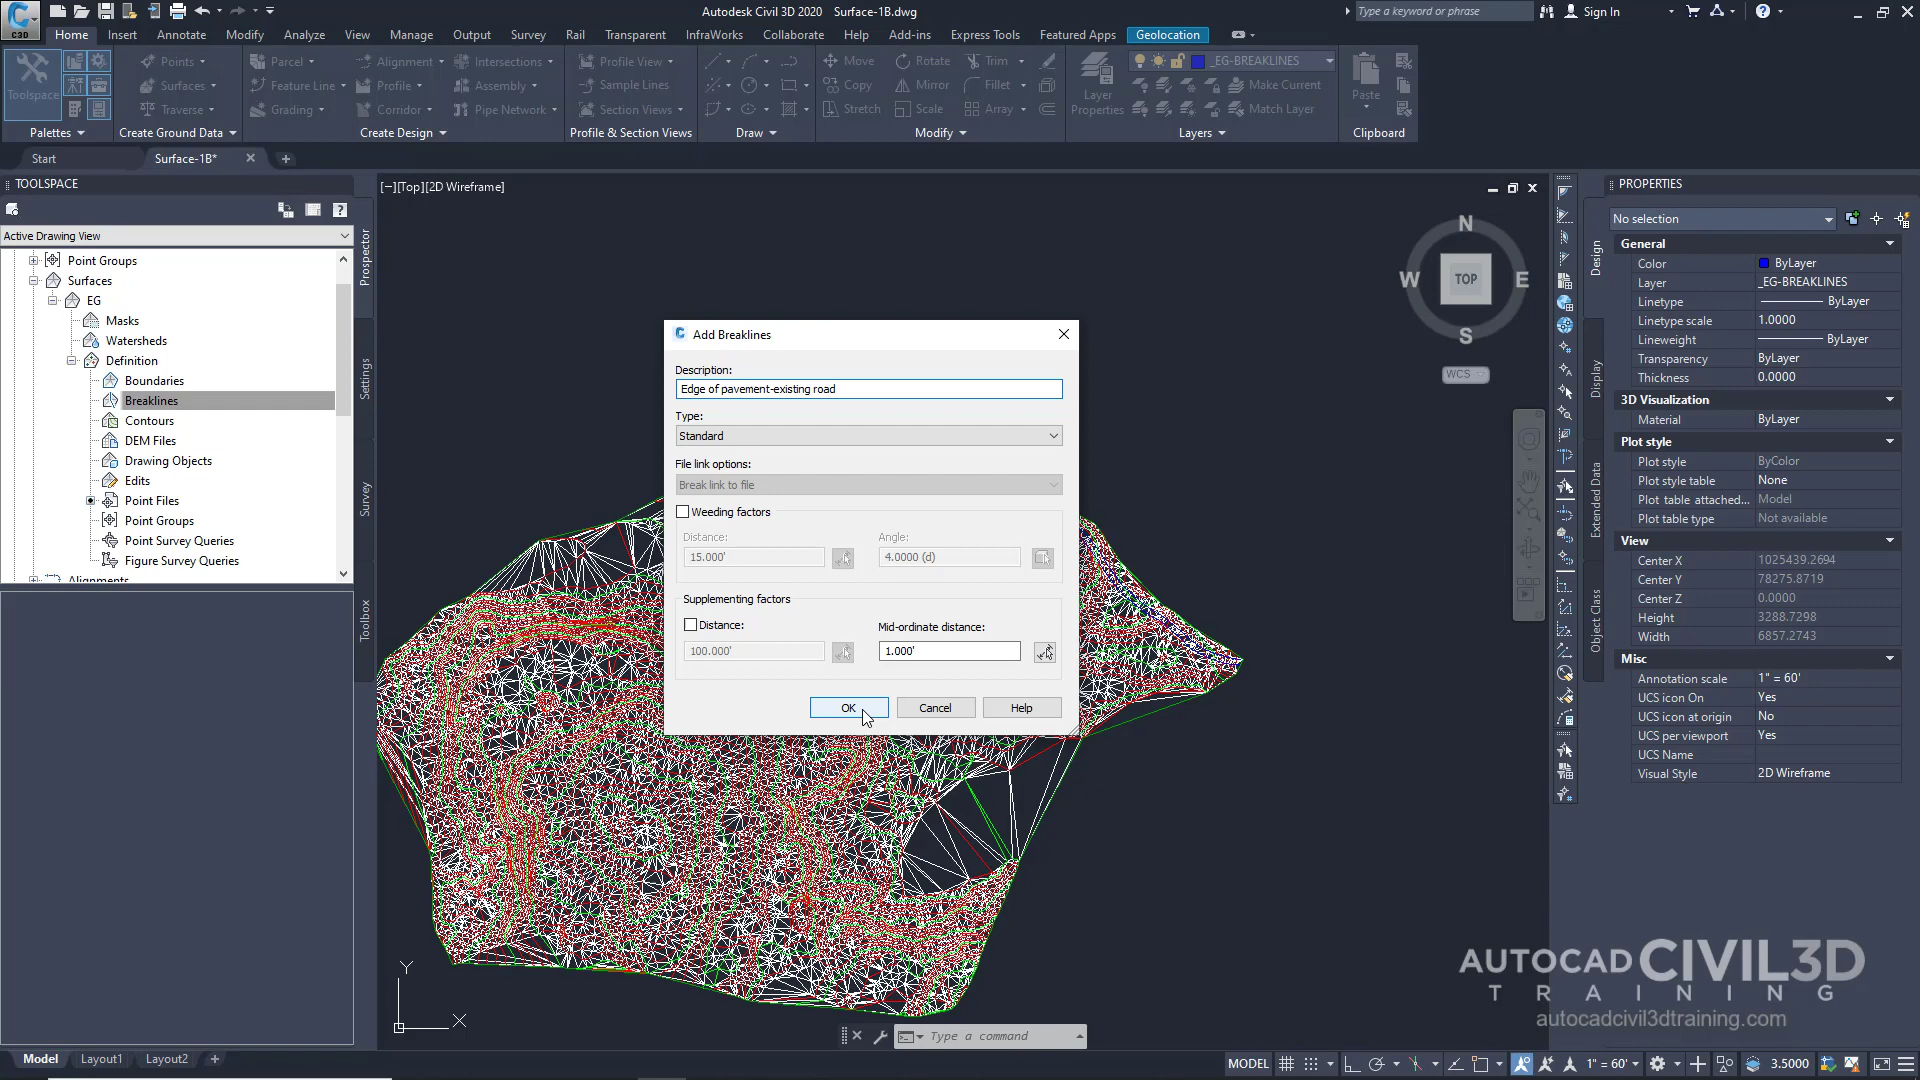 Autodesk Civil 3D 2020 Surface-1B.dwg
Type a keyword or phrase
Sign In
C3D
Home Insert Annotate Modify Analyze View Manage Output Survey Rail Transparent InfraWorks Collaborate Help Add-ins Express Tools Featured Apps Geolocation
Toolspace
Points
Surfaces
Traverse
Parcel
Feature Line
Grading
Alignment
Profile
Corridor
Intersections
Assembly
Pipe Network
Profile View
Sample Lines
Section Views
Move
Copy
Stretch
Rotate
Mirror
Scale
Trim
Fillet
Array
Layer
Properties
_EG-BREAKLINES
Make Current
Match Layer
Paste
Palettes
Create Ground Data
Create Design
Profile & Section Views
Draw
Modify
Layers
Clipboard
Start
Surface-1B*
TOOLSPACE
Active Drawing View
Point Groups
Surfaces
EG
Masks
Watersheds
Definition
Boundaries
Breaklines
Contours
DEM Files
Drawing Objects
Edits
Point Files
Point Groups
Point Survey Queries
Figure Survey Queries
Alignments
Prospector
Settings
Survey
Toolbox
[−][Top][2D Wireframe]
N
W TOP E
S
WCS
Add Breaklines
Description:
Edge of pavement-existing road
Type:
Standard
File link options:
Break link to file
Weeding factors
Distance: Angle:
15.000' 4.0000 (d)
Supplementing factors
Distance: Mid-ordinate distance:
100.000' 1.000'
OK Cancel Help
Y
X
Type a command
PROPERTIES
No selection
Design
Display
Extended Data
Object Class
General
Color ByLayer
Layer _EG-BREAKLINES
Linetype ByLayer
Linetype scale 1.0000
Lineweight ByLayer
Transparency ByLayer
Thickness 0.0000
3D Visualization
Material ByLayer
Plot style
Plot style ByColor
Plot style table None
Plot table attached... Model
Plot table type Not available
View
Center X 1025439.2694
Center Y 78275.8719
Center Z 0.0000
Height 3288.7298
Width 6857.2743
Misc
Annotation scale 1" = 60'
UCS icon On Yes
UCS icon at origin No
UCS per viewport Yes
UCS Name
Visual Style 2D Wireframe
AUTOCAD CIVIL3D
TRAINING
autocadcivil3dtraining.com
Model Layout1 Layout2
MODEL 1" = 60' 3.5000